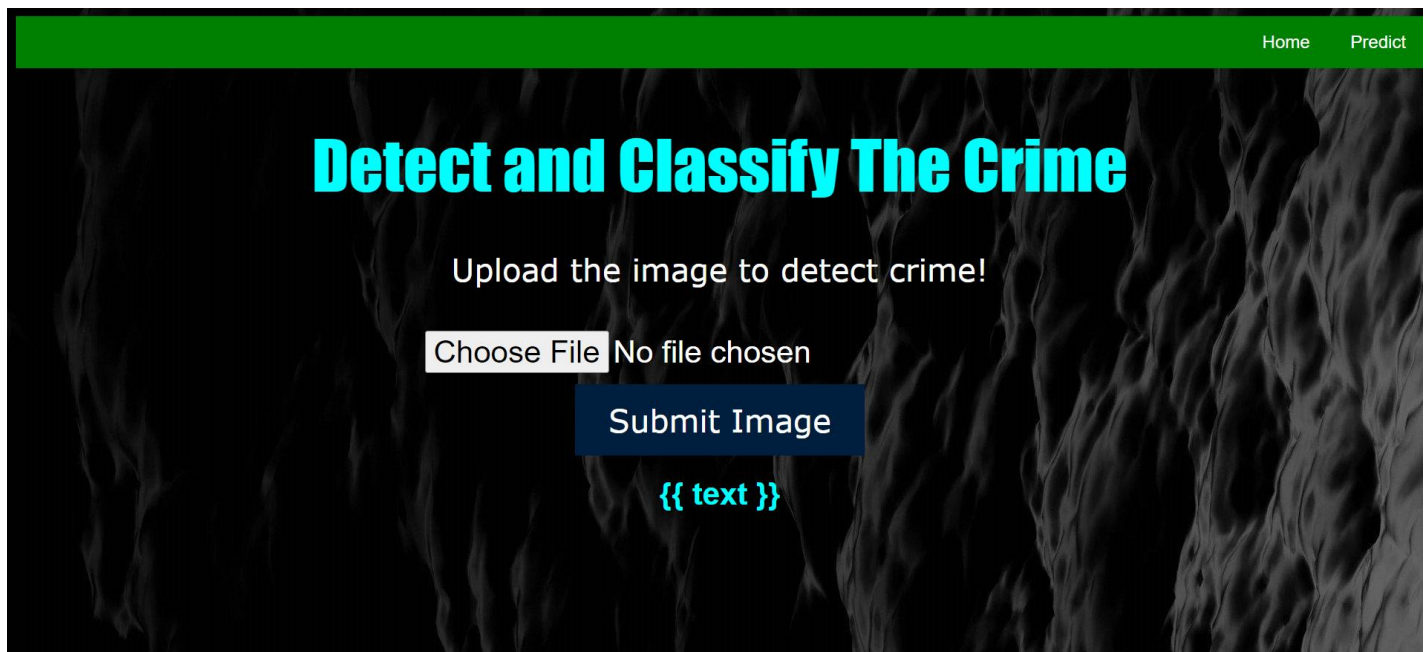 Home Predict
Detect and Classify The Crime
Upload the image to detect crime!
Choose File No file chosen
Submit Image
{{ text }}